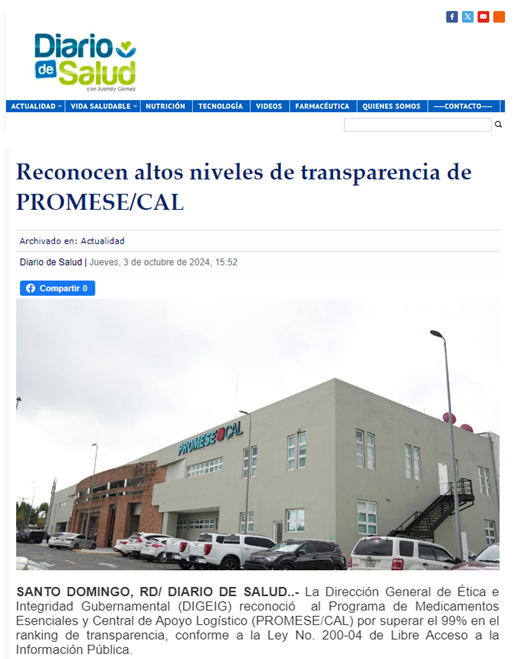 Diario
de Salud
con Juendy Gómez
ACTUALIDAD VIDA SALUDABLE NUTRICIÓN TECNOLOGÍA VIDEOS FARMACÉUTICA QUIENES SOMOS ----CONTACTO----
Reconocen altos niveles de transparencia de
PROMESE/CAL
Archivado en: Actualidad
Diario de Salud | Jueves, 3 de octubre de 2024, 15:52
Compartir 0
PROMESE CAL
SANTO DOMINGO, RD/ DIARIO DE SALUD..- La Dirección General de Ética e
Integridad Gubernamental (DIGEIG) reconoció al Programa de Medicamentos
Esenciales y Central de Apoyo Logístico (PROMESE/CAL) por superar el 99% en el
ranking de transparencia, conforme a la Ley No. 200-04 de Libre Acceso a la
Información Pública.